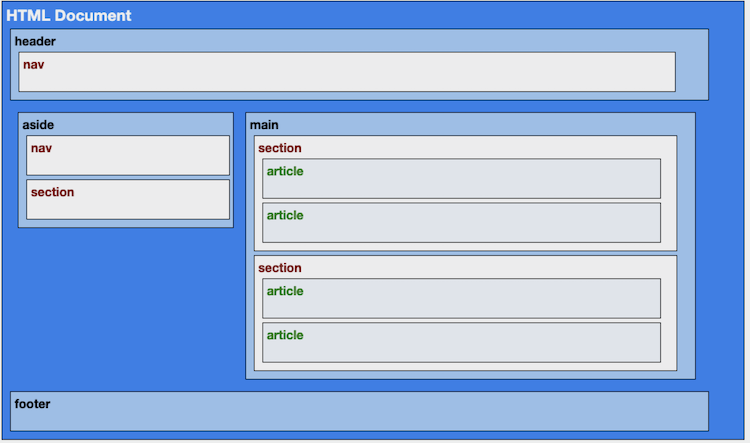 HTML Document
header
nav
aside
nav
section
main
section
article
article
section
article
article
footer